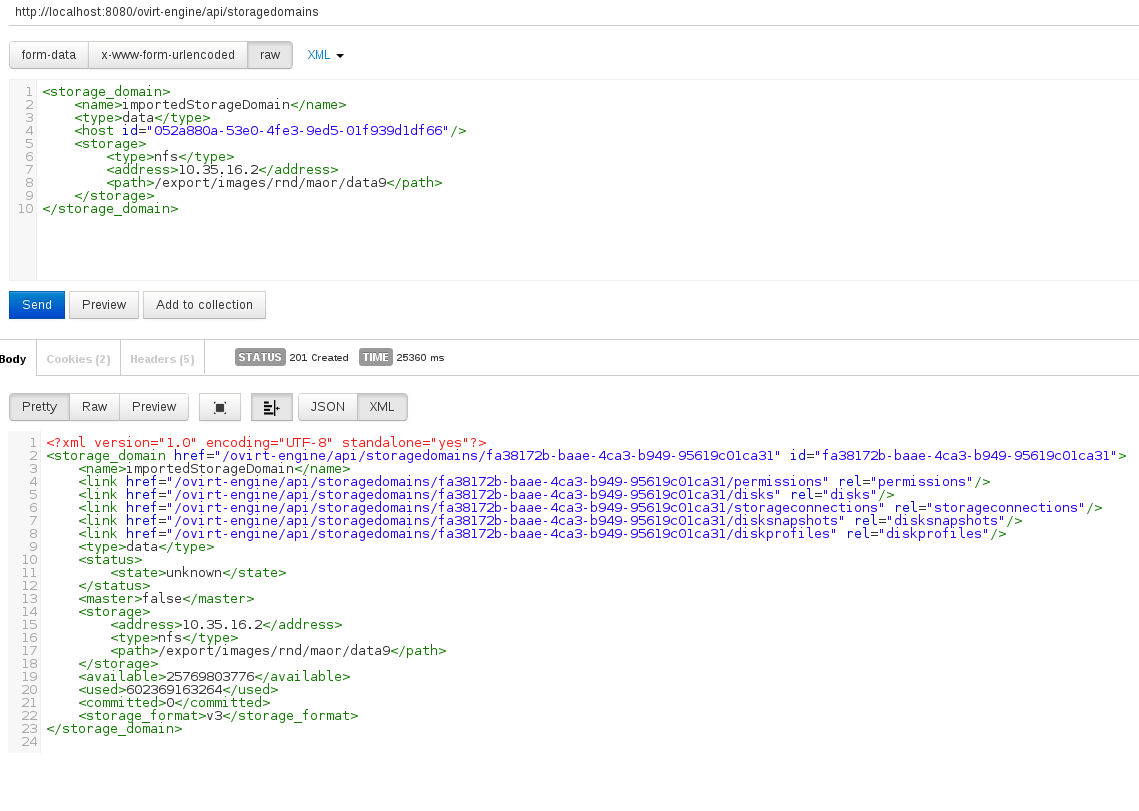 http://localhost:8080/ovirt-engine/api/storagedomains
form-data x-www-form-urlencoded raw XML
1 <storage_domain>
2 <name>importedStorageDomain</name>
3 <type>data</type>
4 <host id="052a880a-53e0-4fe3-9ed5-01f939d1df66"/>
5 <storage>
6 <type>nfs</type>
7 <address>10.35.16.2</address>
8 <path>/export/images/rnd/maor/data9</path>
9 </storage>
10 </storage_domain>
Send Preview Add to collection
Body Cookies (2) Headers (5) STATUS 201 Created TIME 25360 ms
Pretty Raw Preview JSON XML
1 <?xml version="1.0" encoding="UTF-8" standalone="yes"?>
2 <storage_domain href="/ovirt-engine/api/storagedomains/fa38172b-baae-4ca3-b949-95619c01ca31" id="fa38172b-baae-4ca3-b949-95619c01ca31">
3 <name>importedStorageDomain</name>
4 <link href="/ovirt-engine/api/storagedomains/fa38172b-baae-4ca3-b949-95619c01ca31/permissions" rel="permissions"/>
5 <link href="/ovirt-engine/api/storagedomains/fa38172b-baae-4ca3-b949-95619c01ca31/disks" rel="disks"/>
6 <link href="/ovirt-engine/api/storagedomains/fa38172b-baae-4ca3-b949-95619c01ca31/storageconnections" rel="storageconnections"/>
7 <link href="/ovirt-engine/api/storagedomains/fa38172b-baae-4ca3-b949-95619c01ca31/disksnapshots" rel="disksnapshots"/>
8 <link href="/ovirt-engine/api/storagedomains/fa38172b-baae-4ca3-b949-95619c01ca31/diskprofiles" rel="diskprofiles"/>
9 <type>data</type>
10 <status>
11 <state>unknown</state>
12 </status>
13 <master>false</master>
14 <storage>
15 <address>10.35.16.2</address>
16 <type>nfs</type>
17 <path>/export/images/rnd/maor/data9</path>
18 </storage>
19 <available>25769803776</available>
20 <used>602369163264</used>
21 <committed>0</committed>
22 <storage_format>v3</storage_format>
23 </storage_domain>
24